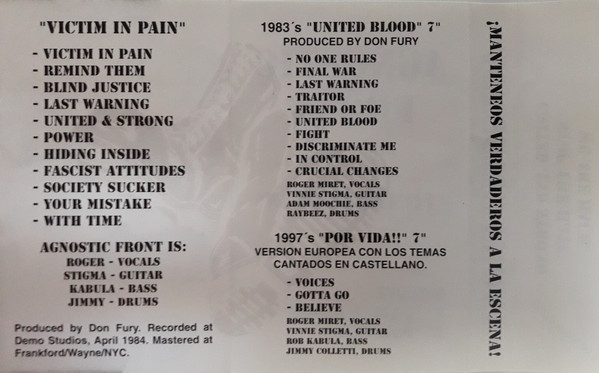 "VICTIM IN PAIN"
- VICTIM IN PAIN
- REMIND THEM
- BLIND JUSTICE
- LAST WARNING
- UNITED & STRONG
- POWER
- HIDING INSIDE
- FASCIST ATTITUDES
- SOCIETY SUCKER
- YOUR MISTAKE
- WITH TIME
AGNOSTIC FRONT IS:
ROGER - VOCALS
STIGMA - GUITAR
KABULA - BASS
JIMMY - DRUMS
Produced by Don Fury. Recorded at
Demo Studios, April 1984. Mastered at
Frankford/Wayne/NYC.
1983´s "UNITED BLOOD" 7"
PRODUCED BY DON FURY
- NO ONE RULES
- FINAL WAR
- LAST WARNING
- TRAITOR
- FRIEND OR FOE
- UNITED BLOOD
- FIGHT
- DISCRIMINATE ME
- IN CONTROL
- CRUCIAL CHANGES
ROGER MIRET, VOCALS
VINNIE STIGMA, GUITAR
ADAM MOOCHIE, BASS
RAYBEEZ, DRUMS
1997´s "POR VIDA!!" 7"
VERSION EUROPEA CON LOS TEMAS
CANTADOS EN CASTELLANO.
- VOICES
- GOTTA GO
- BELIEVE
ROGER MIRET, VOCALS
VINNIE STIGMA, GUITAR
ROB KABULA, BASS
JIMMY COLLETTI, DRUMS
¡MANTENEOS VERDADEROS A LA ESCENA!